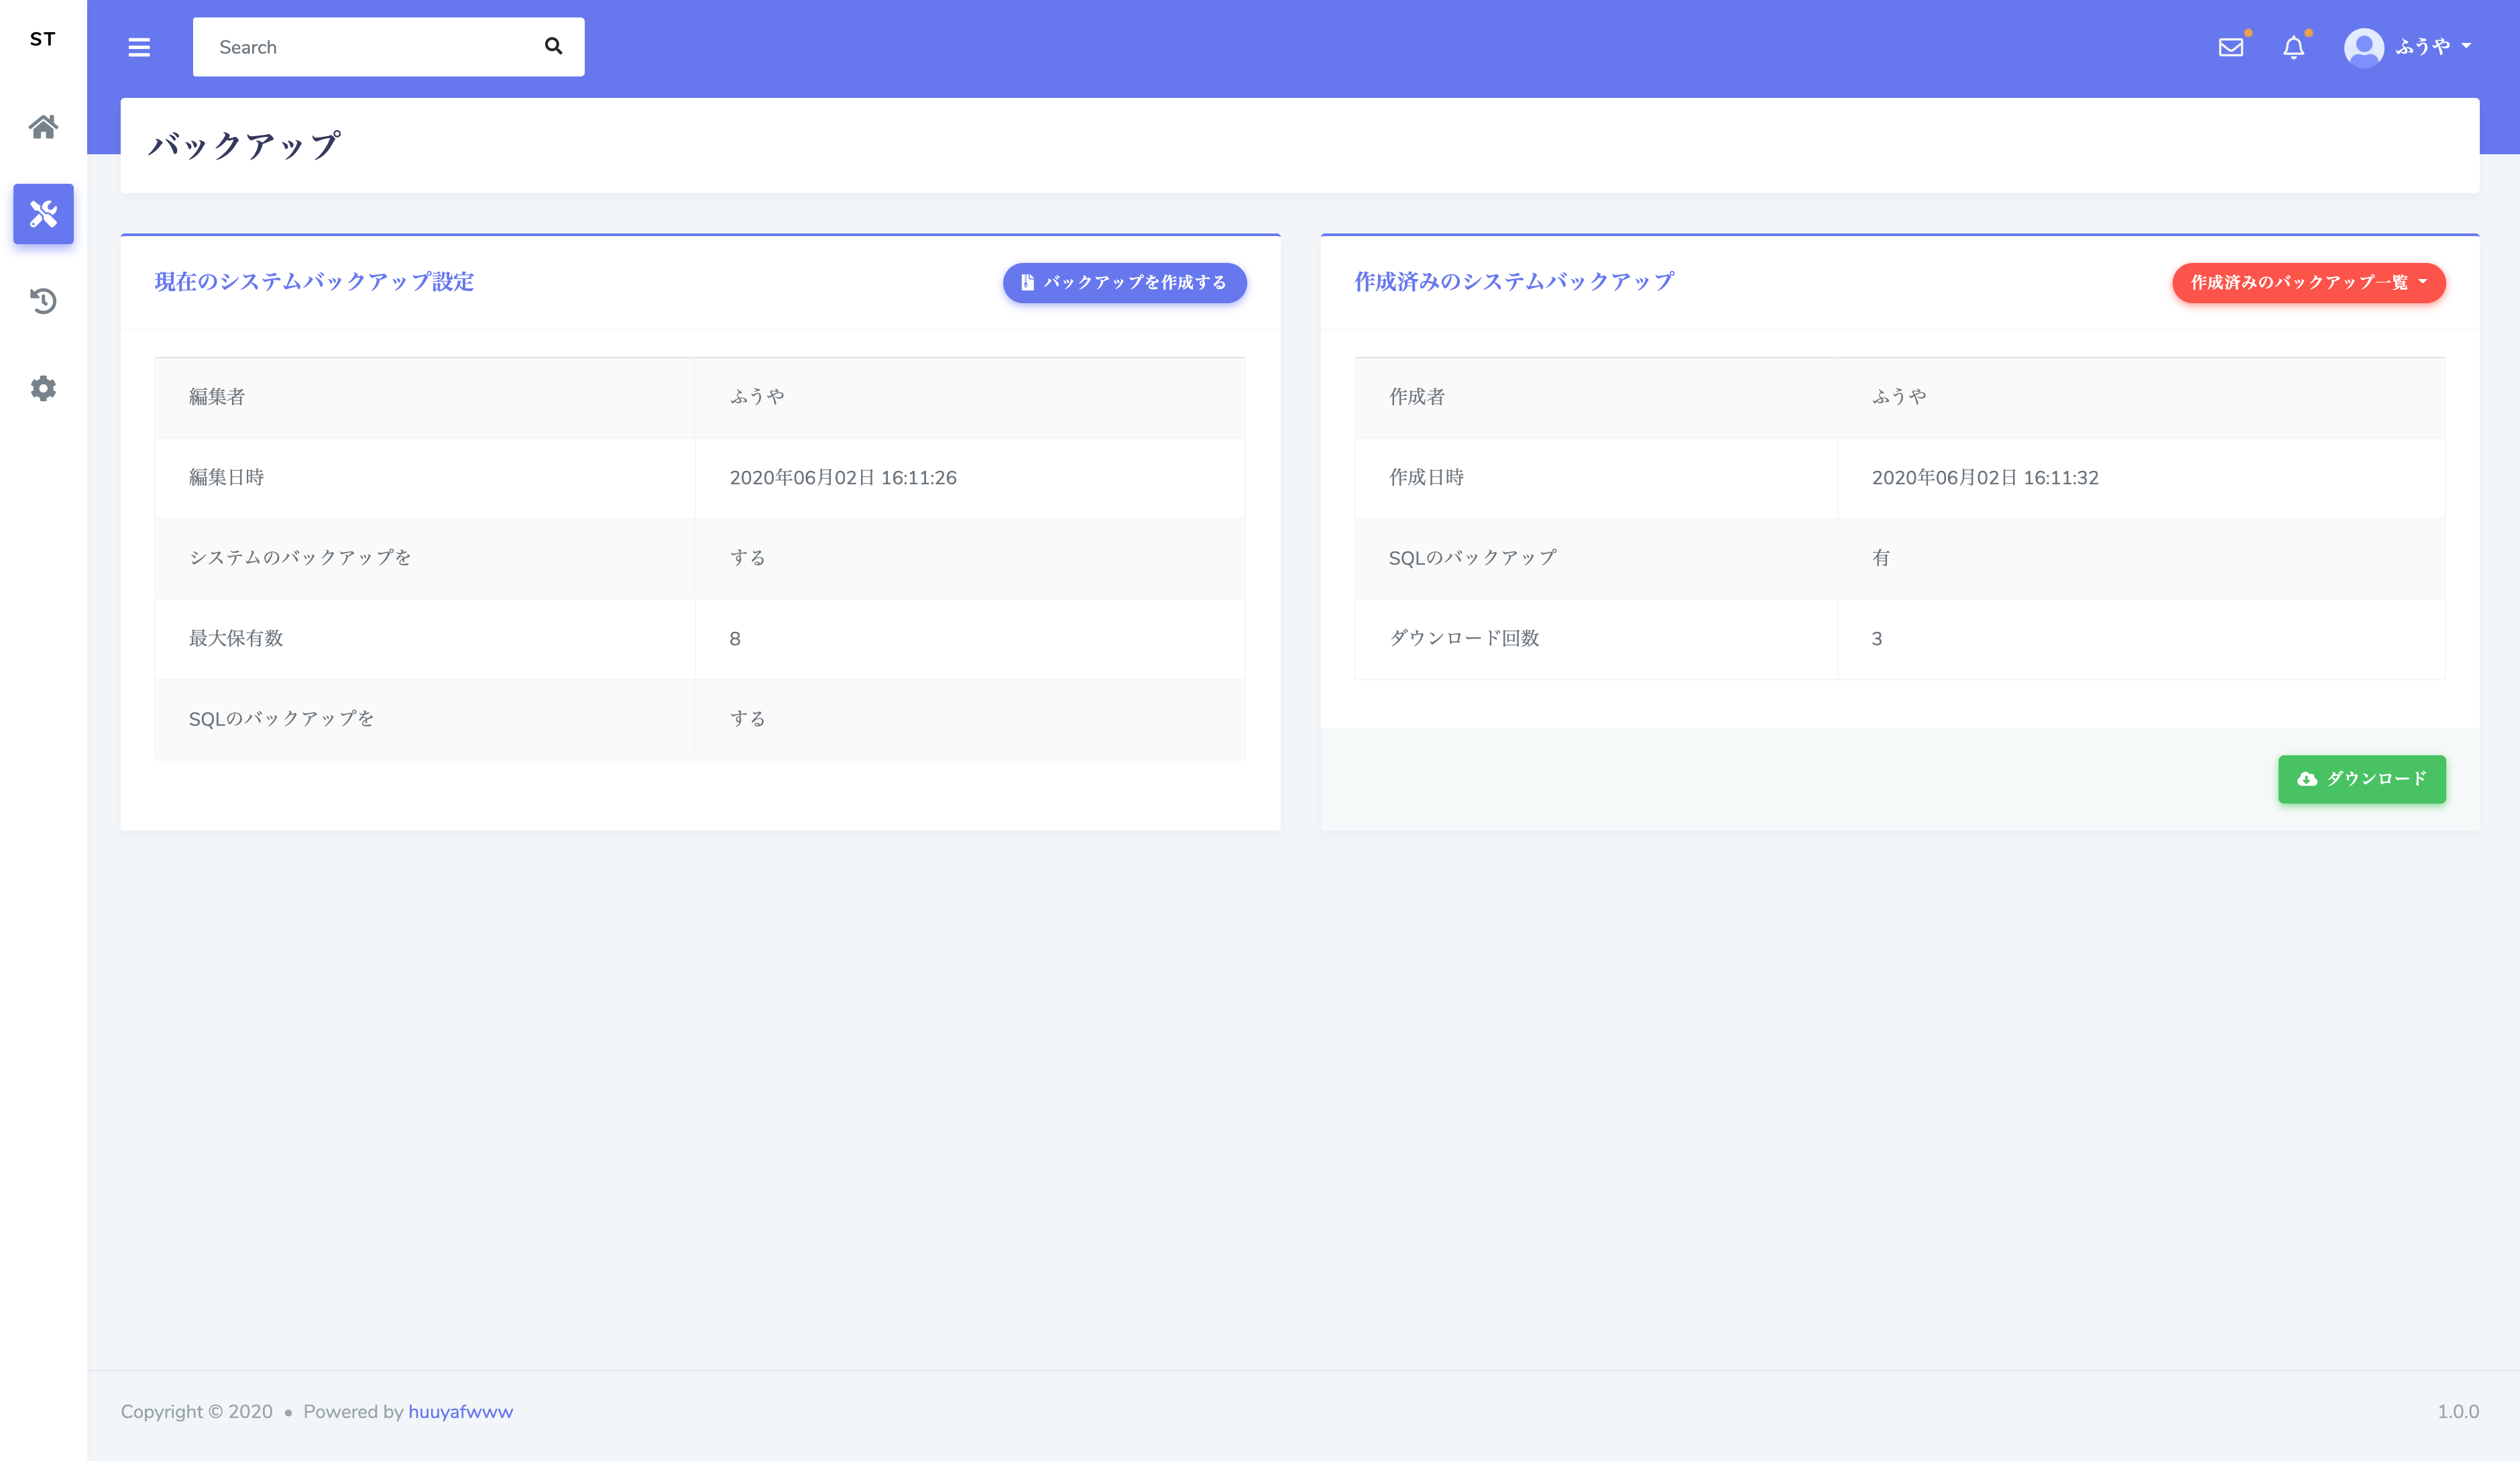 ST
Search
ふうや
バックアップ
現在のシステムバックアップ設定
バックアップを作成する
編集者 ふうや
編集日時 2020年06月02日 16:11:26
システムのバックアップを する
最大保有数 8
SQLのバックアップを する
作成済みのシステムバックアップ
作成済みのバックアップ一覧
作成者 ふうや
作成日時 2020年06月02日 16:11:32
SQLのバックアップ 有
ダウンロード回数 3
ダウンロード
Copyright © 2020 • Powered by huuyafwww
1.0.0